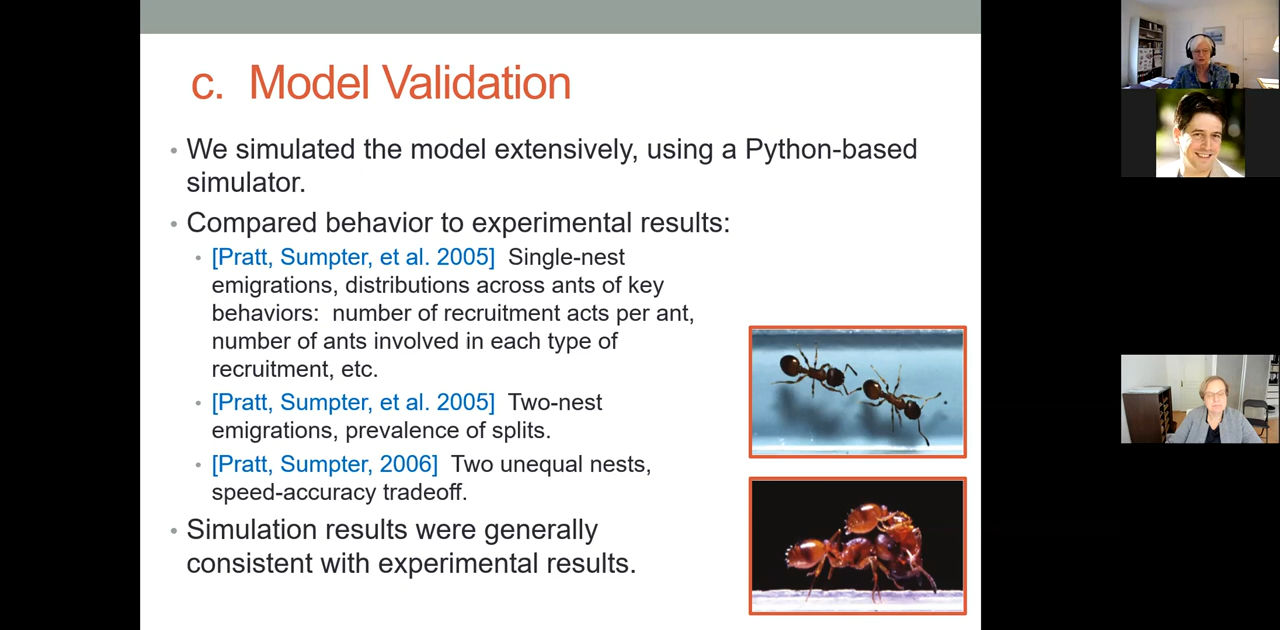 c. Model Validation
• We simulated the model extensively, using a Python-based
simulator.
• Compared behavior to experimental results:
• [Pratt, Sumpter, et al. 2005] Single-nest
emigrations, distributions across ants of key
behaviors: number of recruitment acts per ant,
number of ants involved in each type of
recruitment, etc.
• [Pratt, Sumpter, et al. 2005] Two-nest
emigrations, prevalence of splits.
• [Pratt, Sumpter, 2006] Two unequal nests,
speed-accuracy tradeoff.
• Simulation results were generally
consistent with experimental results.